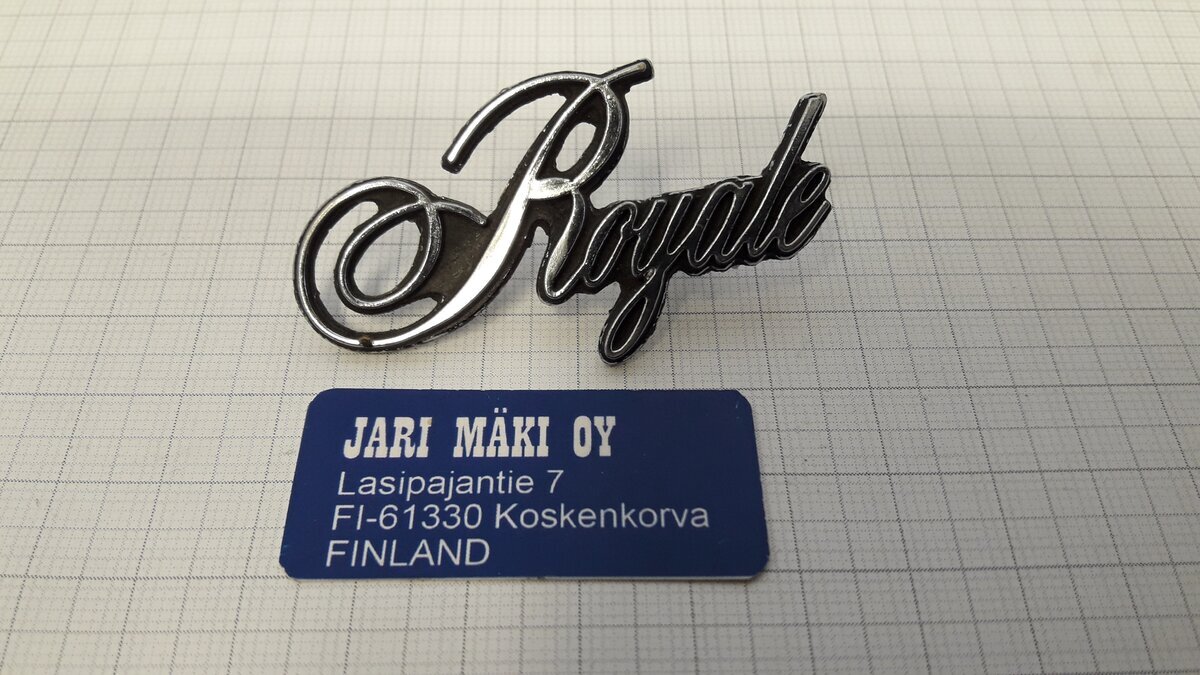 Royale
JARI MÄKI OY
Lasipajantie 7
FI-61330 Koskenkorva
FINLAND